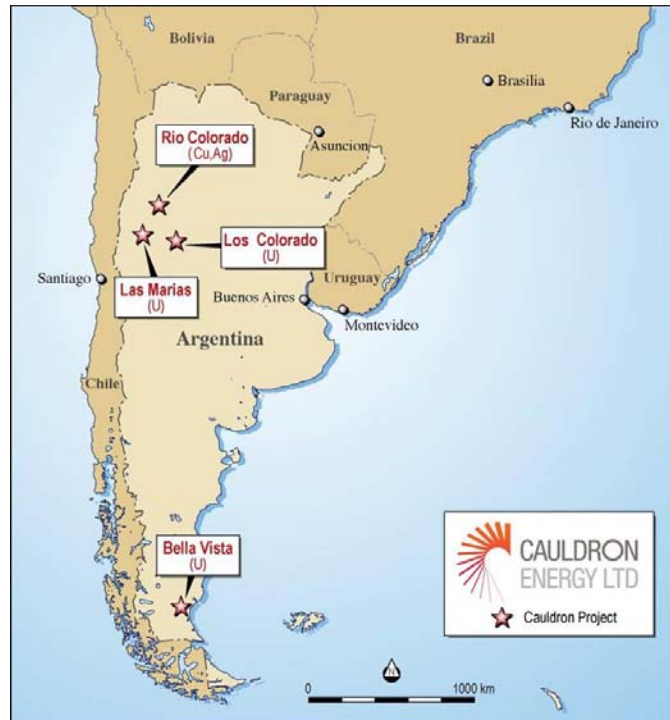 Bolivia
Brazil
Brasilia
Paraguay
Rio de Janeiro
Rio Colorado
(Cu,Ag)
Asuncion
Los Colorado
(U)
Santiago
Las Marias
(U)
Uruguay
Buenos Aires
Montevideo
Argentina
Chile
Bella Vista
(U)
CAULDRON
ENERGY LTD
Cauldron Project
N
0
1000 km